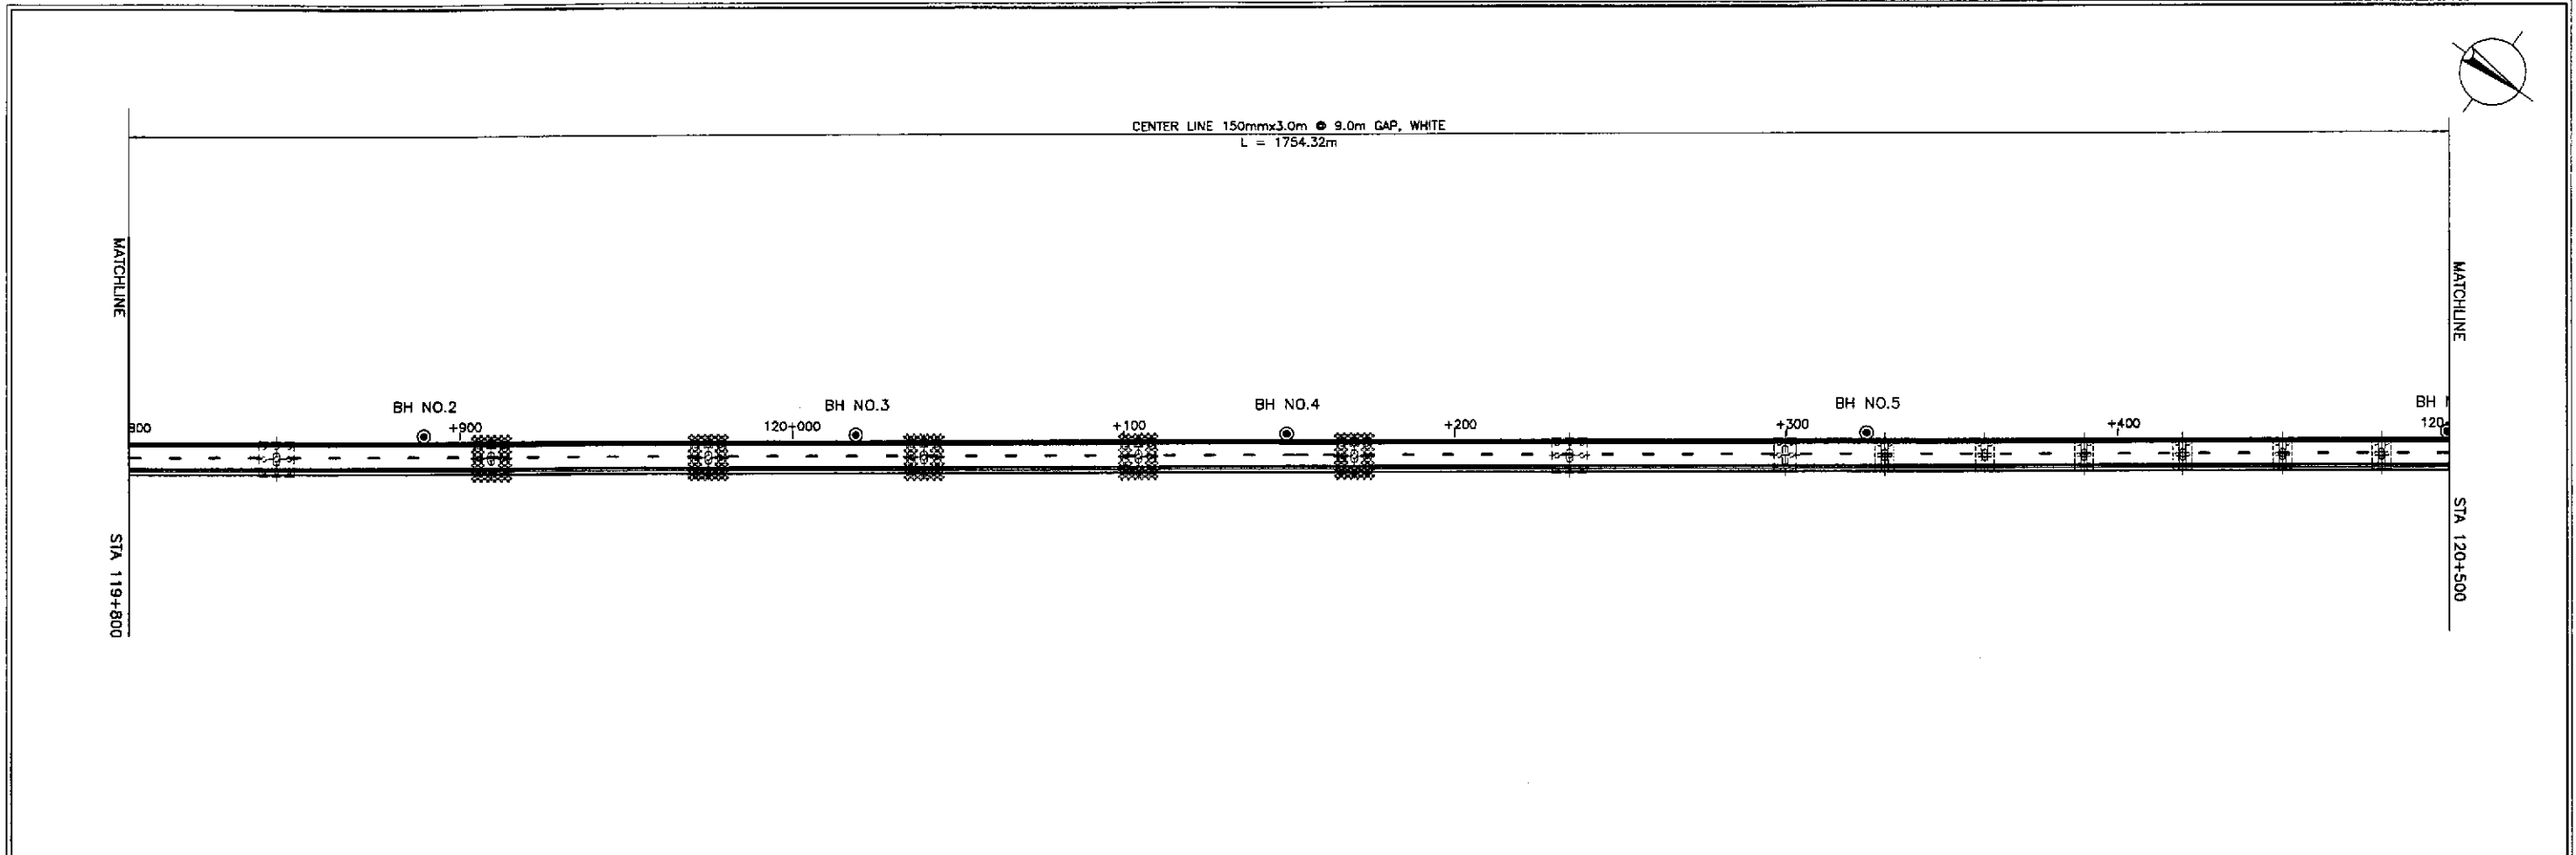 CENTER LINE 150mmx3.0m @ 9.0m GAP, WHITE
L = 1754.32m
MATCHLINE
MATCHLINE
BH NO.2
BH NO.3
BH NO.4
BH NO.5
BH
800
+900
120+000
+100
+200
+300
+400
120
STA 119+800
STA 120+500